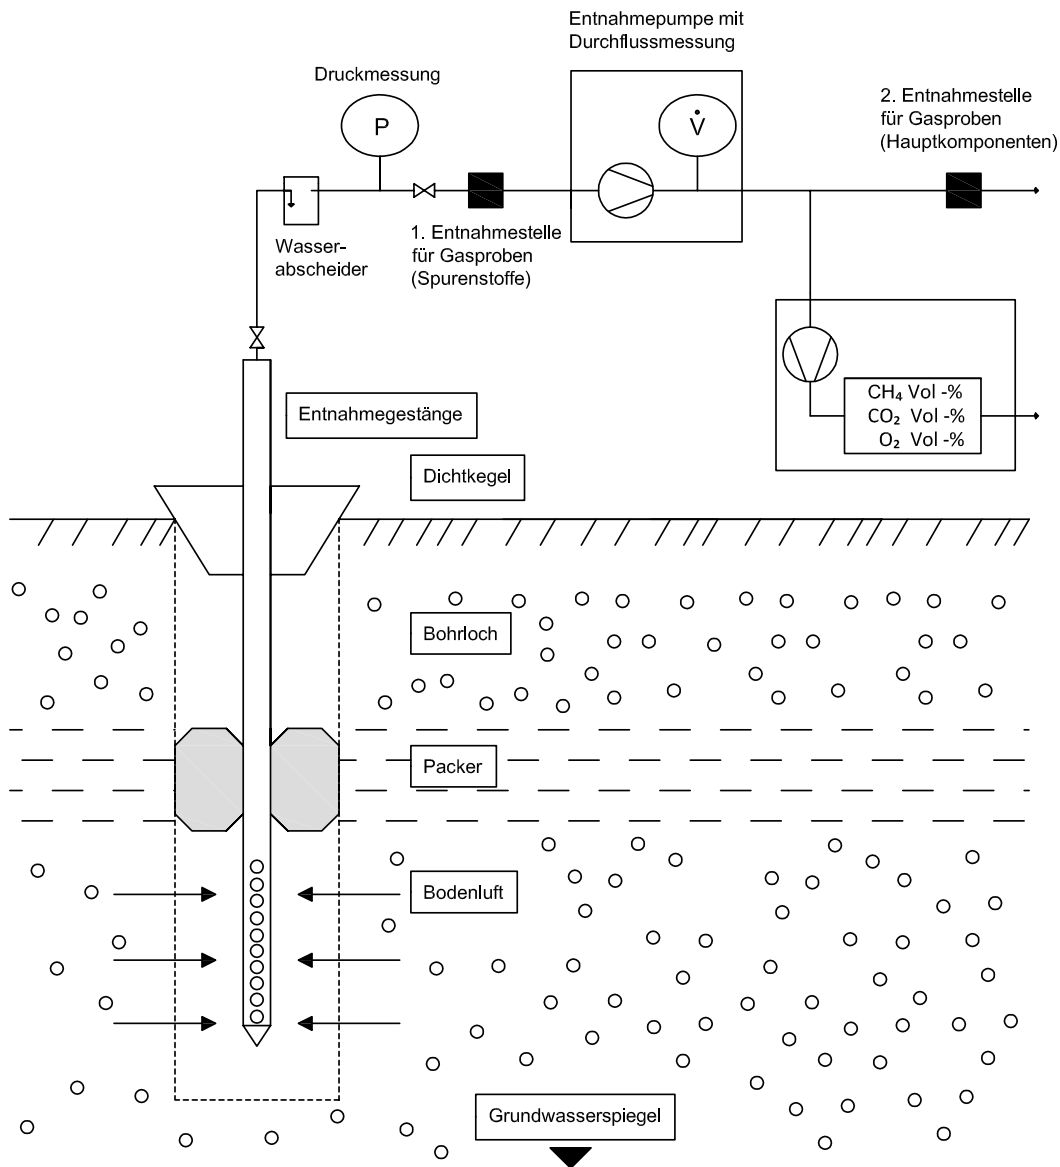 Entnahmepumpe mit
Durchflussmessung
Druckmessung
P
V̇
2. Entnahmestelle
für Gasproben
(Hauptkomponenten)
Wasser-
abscheider
1. Entnahmestelle
für Gasproben
(Spurenstoffe)
CH₄ Vol -%
CO₂ Vol -%
O₂ Vol -%
Entnahmegestänge
Dichtkegel
Bohrloch
Packer
Bodenluft
Grundwasserspiegel